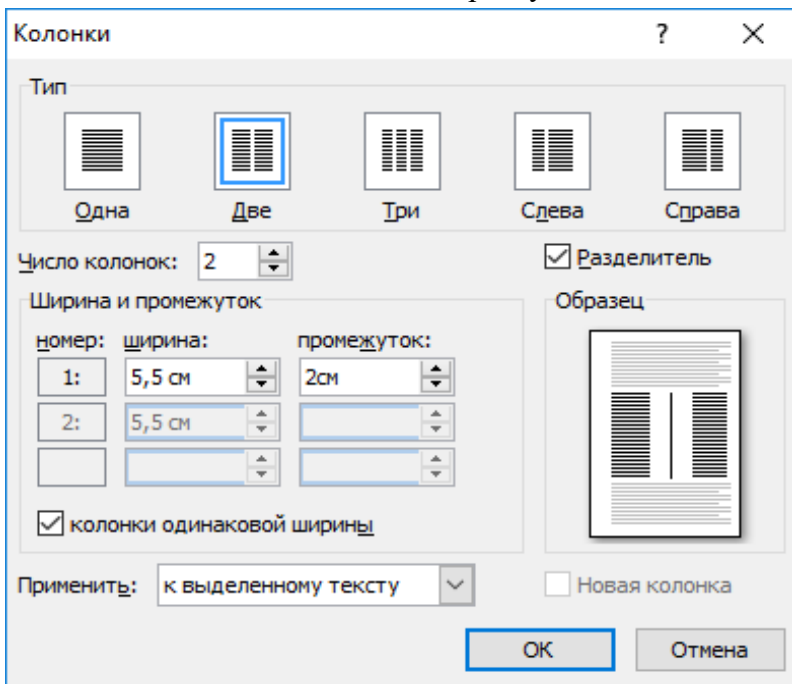 Колонки ?
Тип
Одна Две Три Слева Справа
Число колонок: 2 Разделитель
Ширина и промежуток Образец
номер: ширина: промежуток:
1: 5,5 см 2см
2: 5,5 см
колонки одинаковой ширины
Применить: к выделенному тексту Новая колонка
ОК Отмена